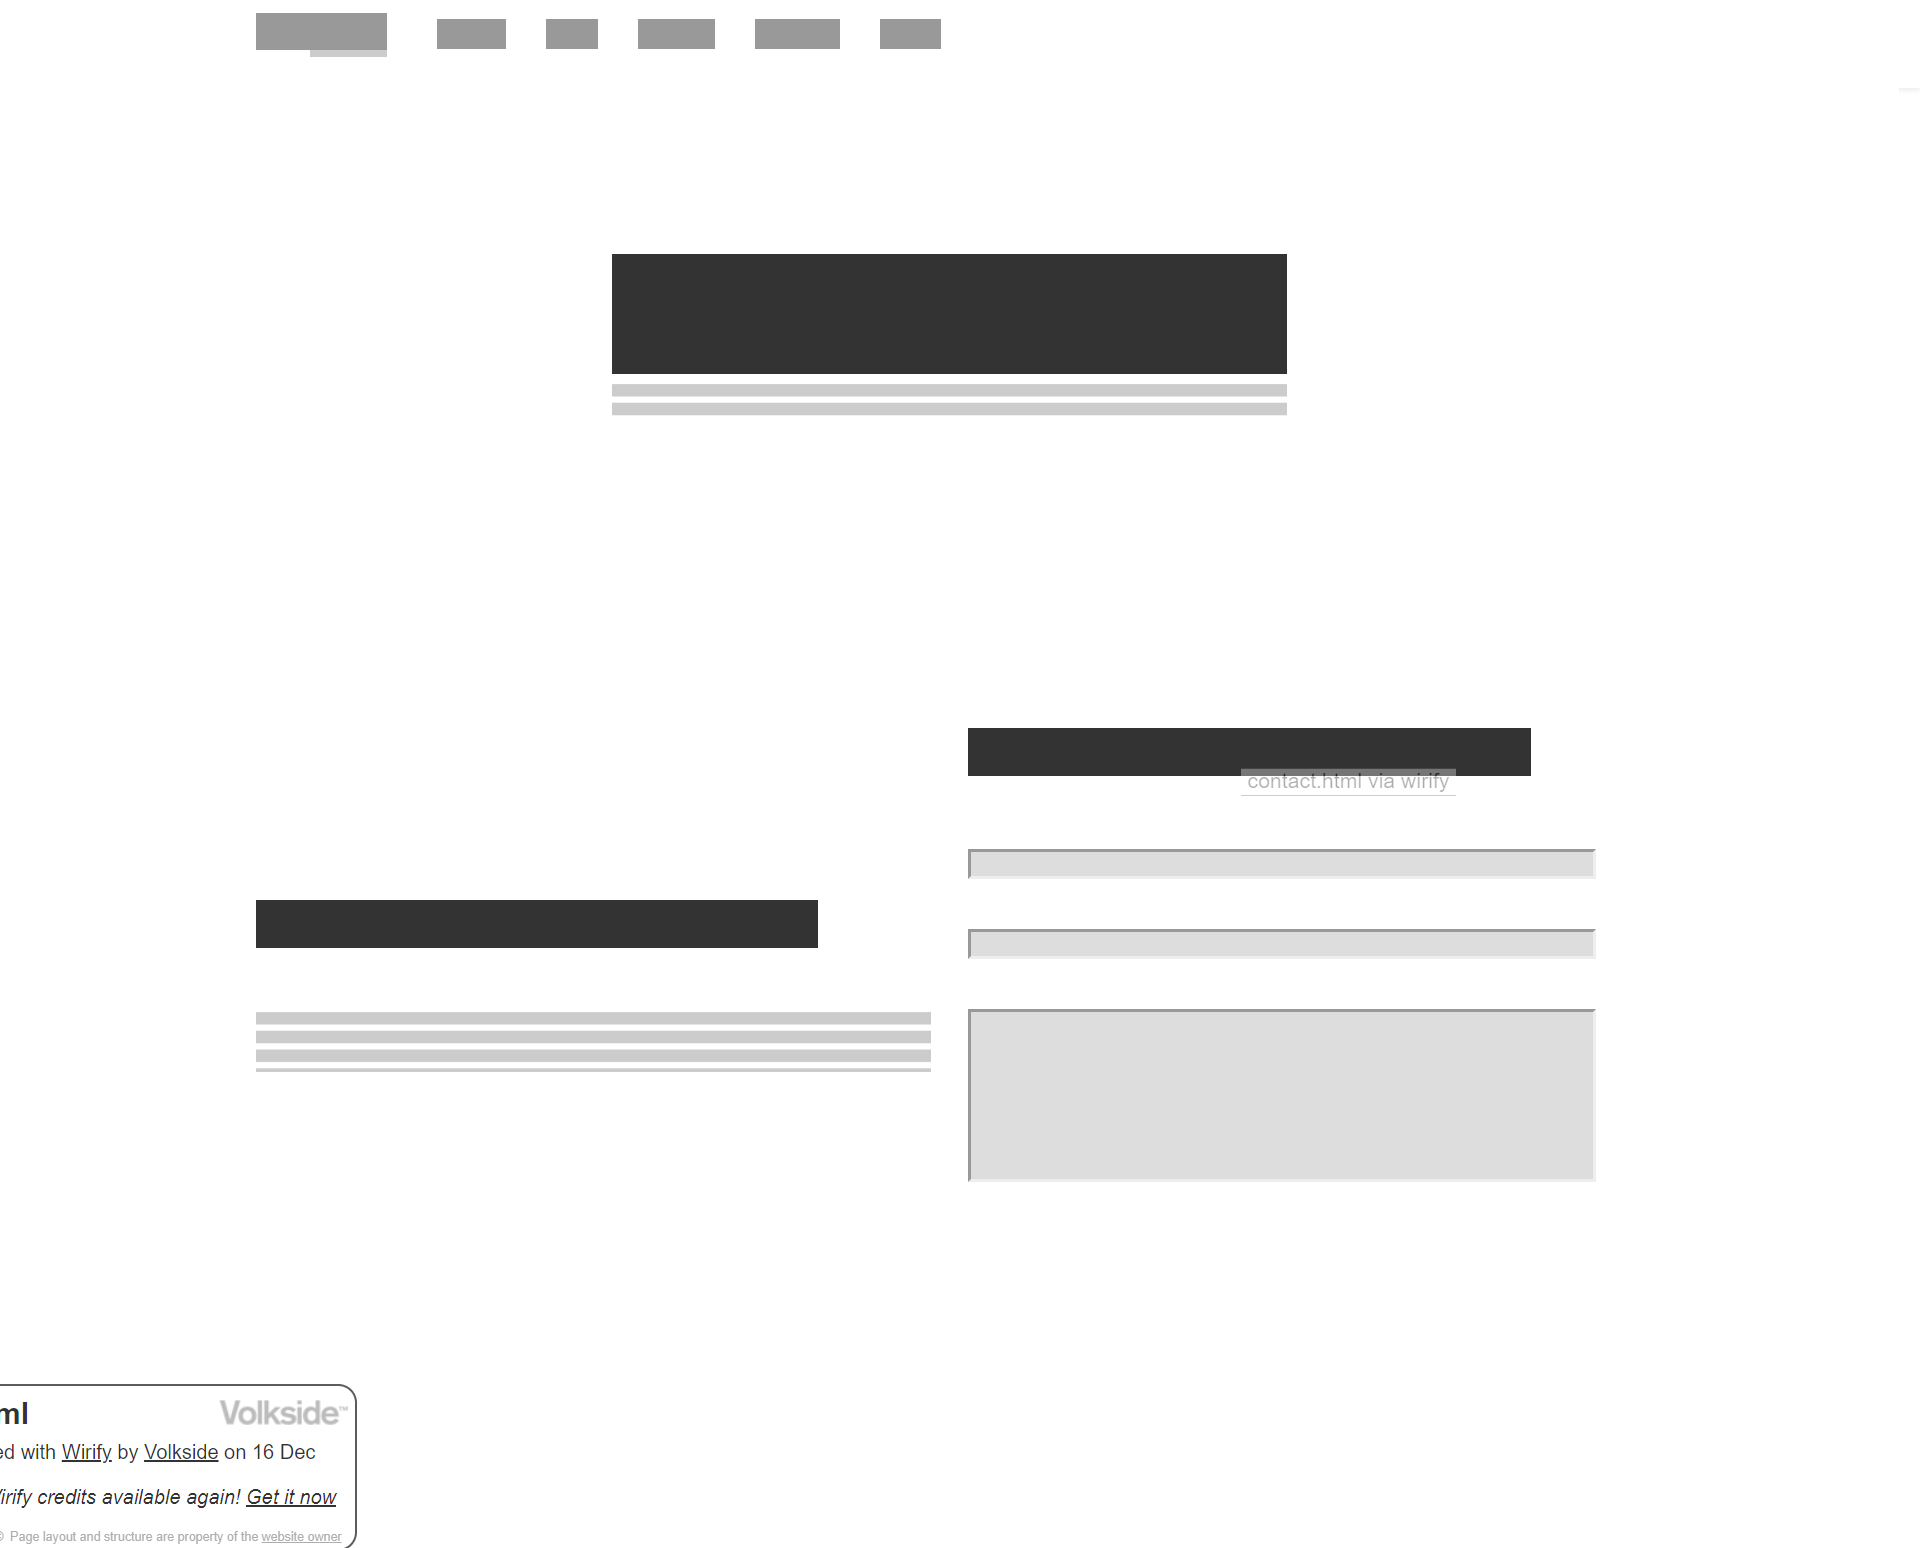 contact.html via wirify
ml
Volkside™
ed with Wirify by Volkside on 16 Dec
irify credits available again! Get it now
© Page layout and structure are property of the website owner